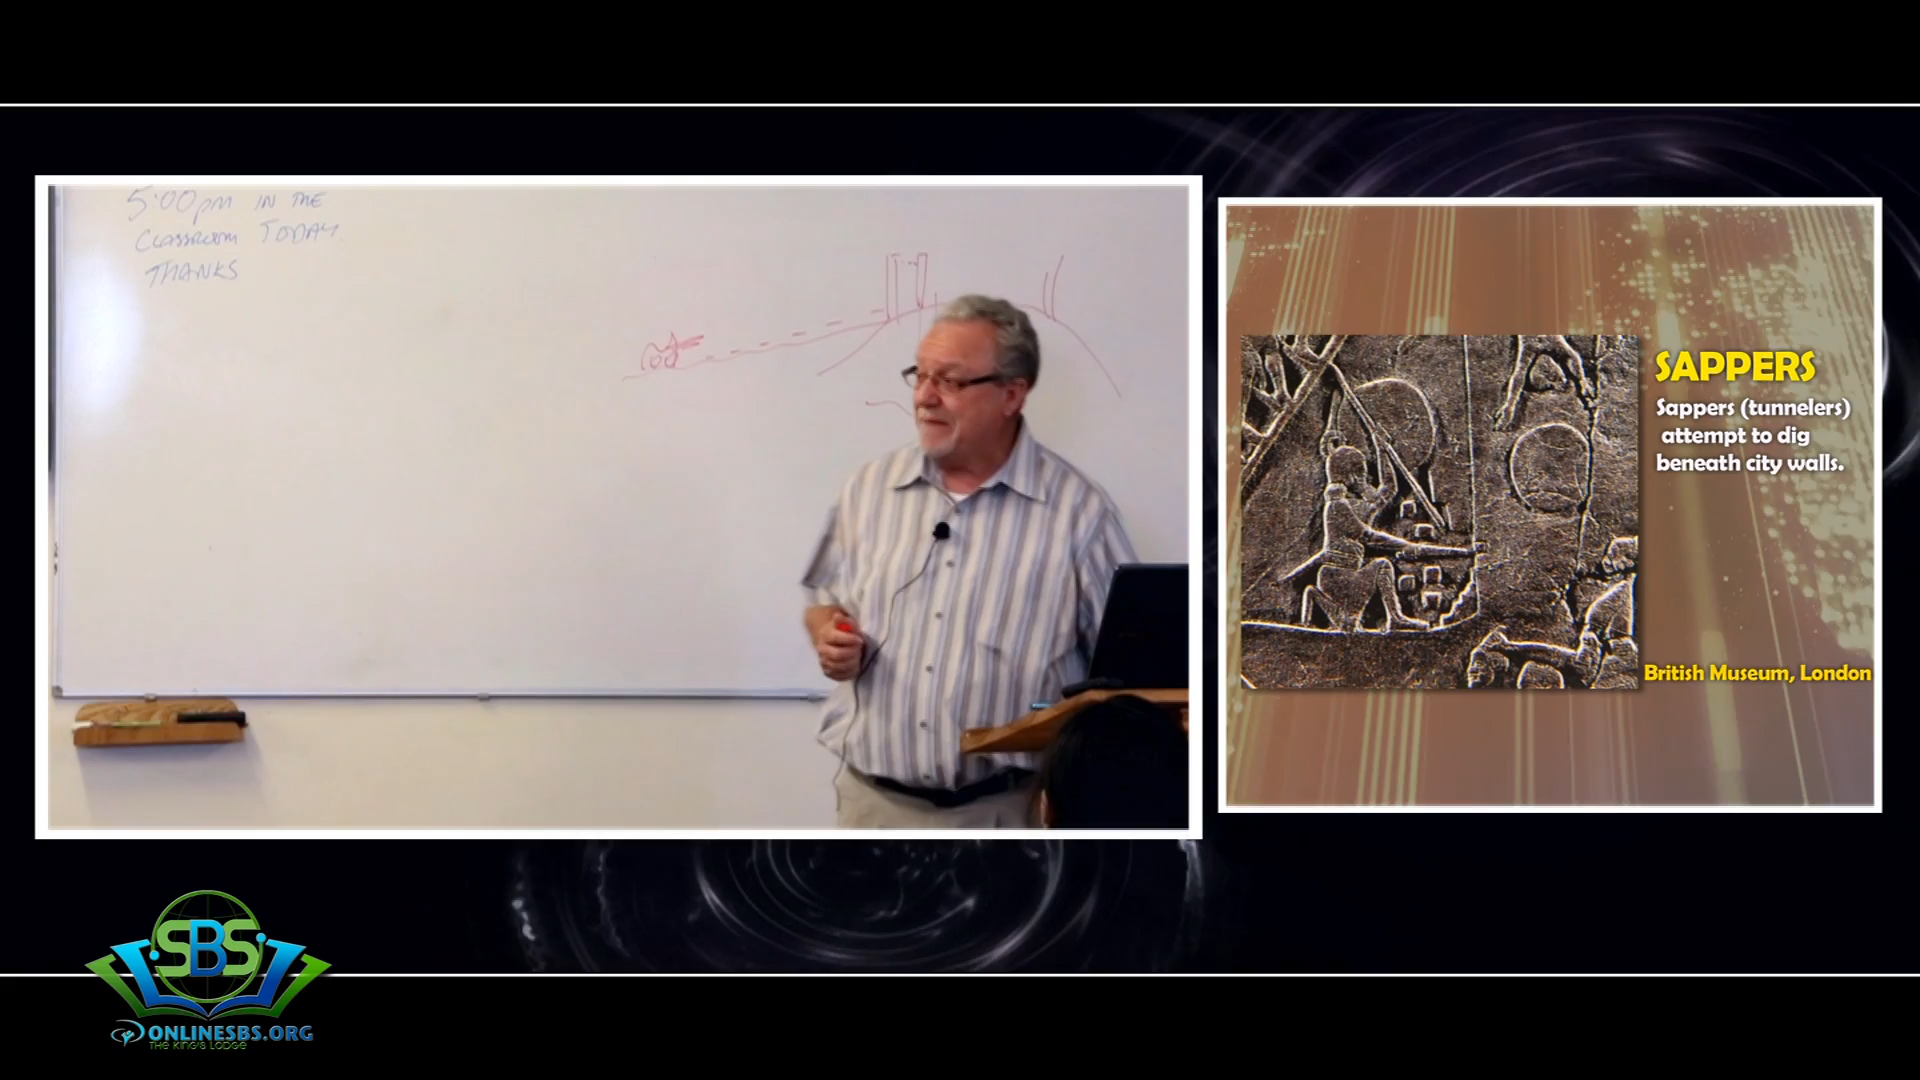 5:00pm IN THE
CLASSROOM TODAY.
THANKS
SAPPERS
Sappers (tunnelers)
attempt to dig
beneath city walls.
British Museum, London
SBS
ONLINESBS.ORG
THE KING'S LODGE